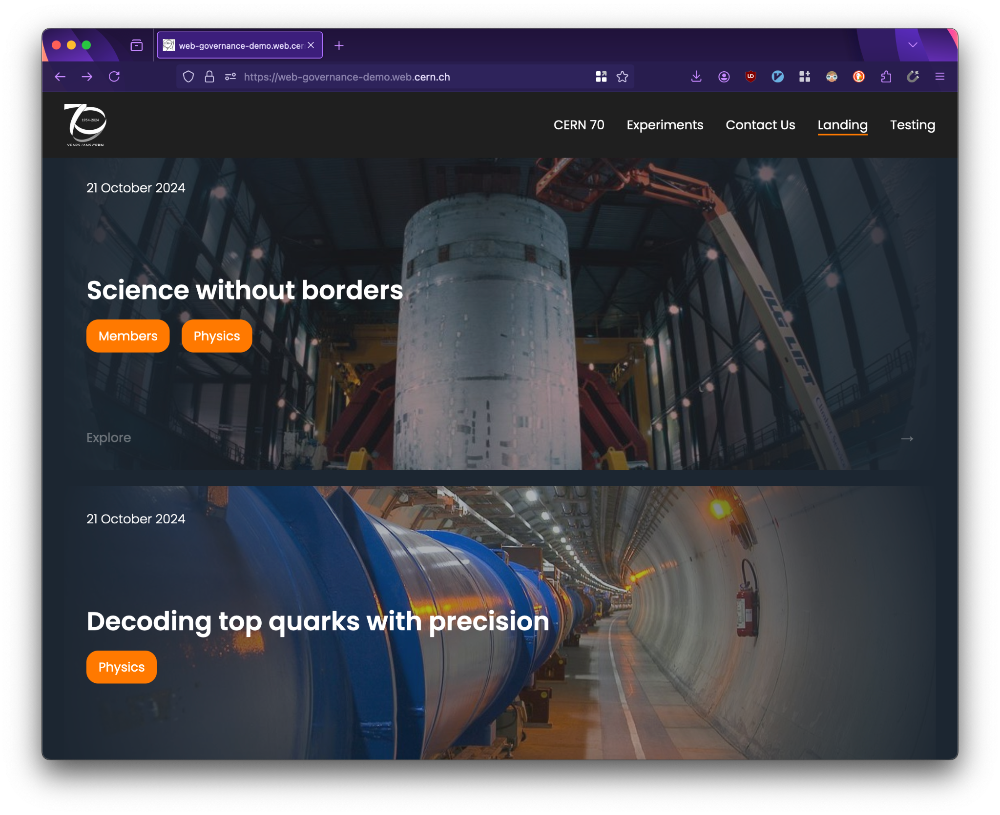 web-governance-demo.web.cer
https://web-governance-demo.web.cern.ch
70
1954-2024
YEARS/ANS CERN
CERN 70
Experiments
Contact Us
Landing
Testing
21 October 2024
Science without borders
Members
Physics
Explore
→
JLG LIFT
21 October 2024
Decoding top quarks with precision
Physics